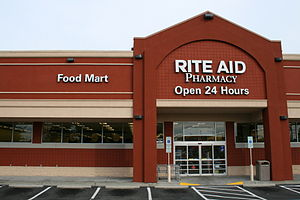 Food Mart
RITE AID
PHARMACY
Open 24 Hours